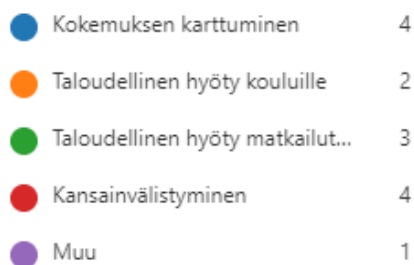 Kokemuksen karttuminen 4
Taloudellinen hyöty kouluille 2
Taloudellinen hyöty matkailut... 3
Kansainvälistyminen 4
Muu 1